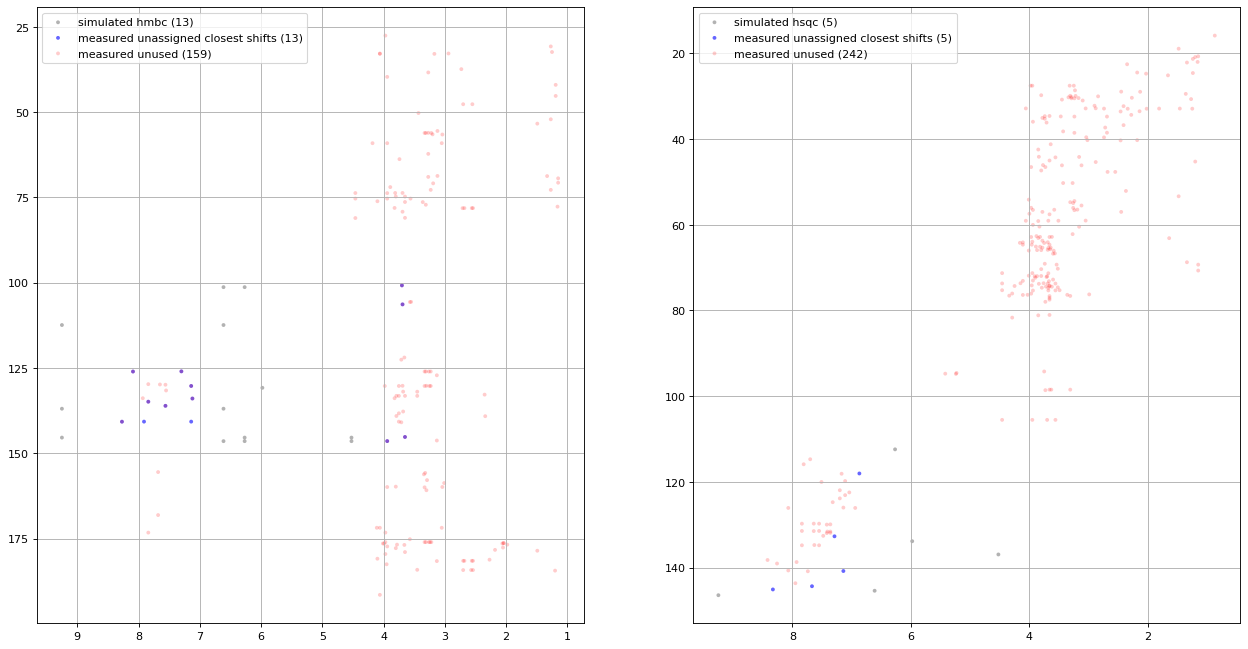 simulated hmbc (13)
measured unassigned closest shifts (13)
measured unused (159)
25
50
75
100
125
150
175
9 8 7 6 5 4 3 2 1
simulated hsqc (5)
measured unassigned closest shifts (5)
measured unused (242)
20
40
60
80
100
120
140
8 6 4 2